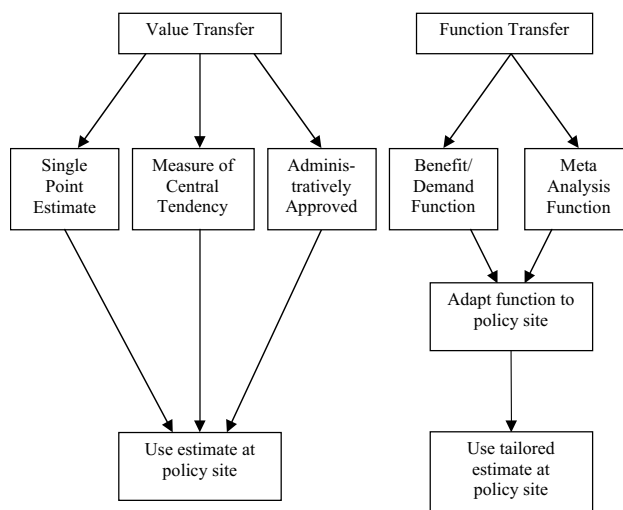 Value Transfer
Function Transfer
Single
Point
Estimate
Measure of
Central
Tendency
Adminis-
tratively
Approved
Benefit/
Demand
Function
Meta
Analysis
Function
Adapt function to
policy site
Use estimate at
policy site
Use tailored
estimate at
policy site